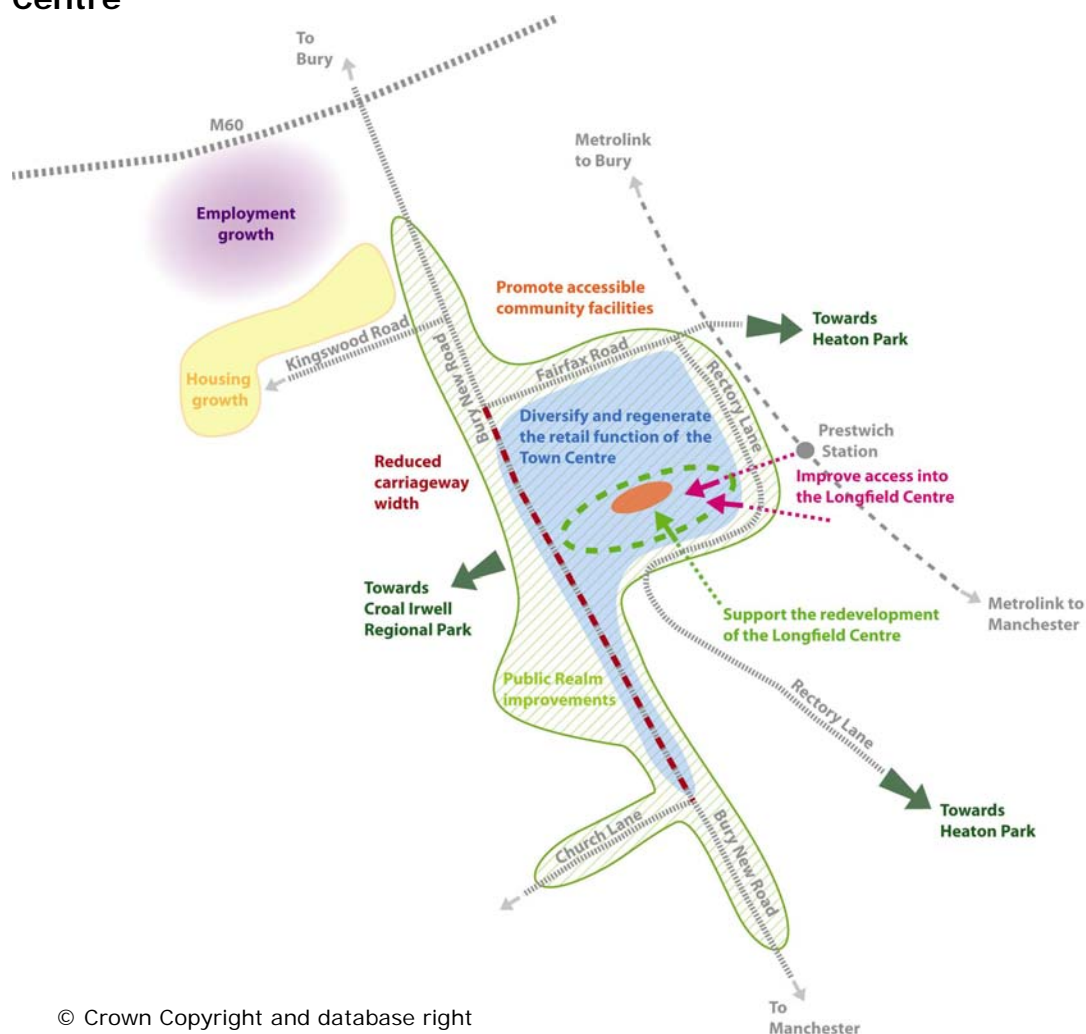 Centre
To
Bury
M60
Metrolink
to Bury
Employment
growth
Promote accessible
community facilities
Towards
Heaton Park
Kingswood Road
Bury New Road
Fairfax Road
Rectory Lane
Housing
growth
Diversify and regenerate
the retail function of the
Town Centre
Prestwich
Station
Reduced
carriageway
width
Improve access into
the Longfield Centre
Towards
Croal Irwell
Regional Park
Support the redevelopment
of the Longfield Centre
Metrolink to
Manchester
Public Realm
improvements
Rectory Lane
Towards
Heaton Park
Church Lane
Bury New Road
To
Manchester
© Crown Copyright and database right